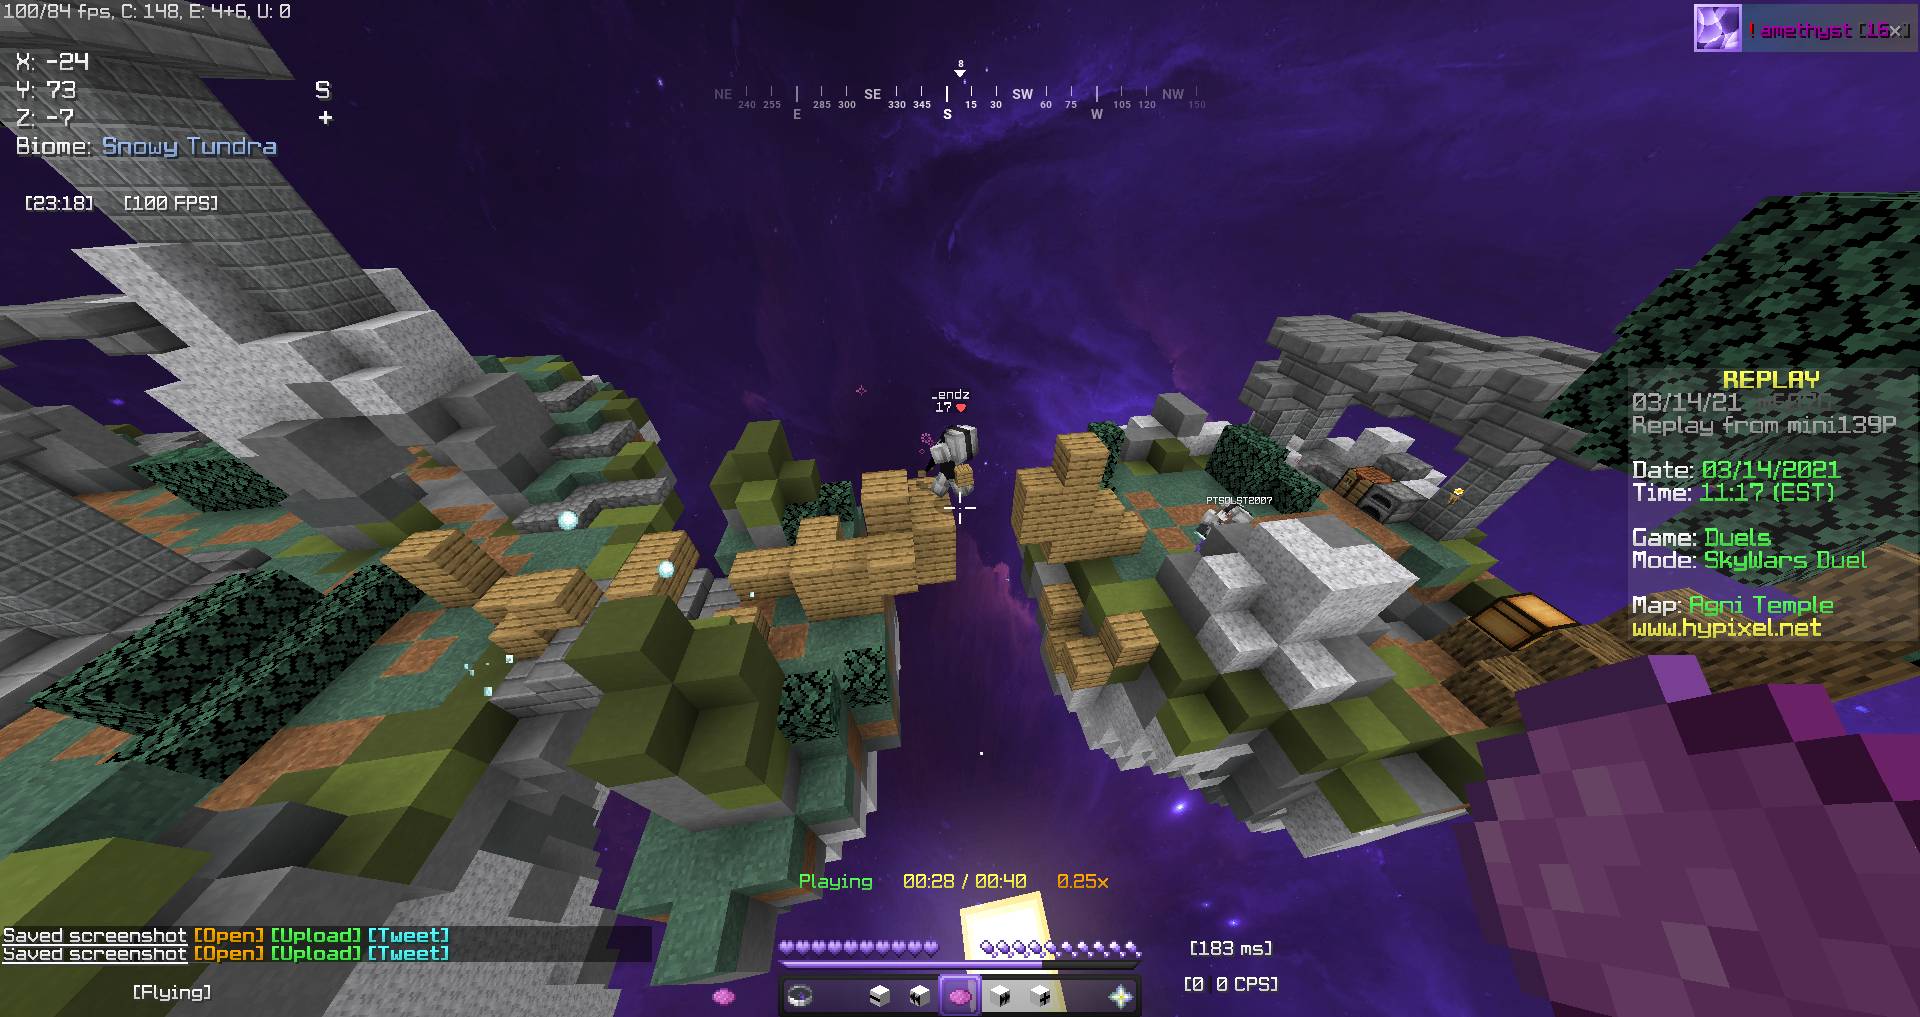 100/84 fps, C: 148, E: 4+6, U: 0
! amethyst [16x]
X: -24
Y: 73
Z: -7
S
+
Biome: Snowy Tundra
[23:18] [100 FPS]
8
NE 240 255 285 300 SE 330 345 15 30 SW 60 75 105 120 NW 150
E S W
_endz
17 ❤
PTSDLST2007
REPLAY
03/14/21
Replay from mini139P
Date: 03/14/2021
Time: 11:17 (EST)
Game: Duels
Mode: SkyWars Duel
Map: Agni Temple
www.hypixel.net
Playing 00:28 / 00:40 0.25x
Saved screenshot [Open] [Upload] [Tweet]
Saved screenshot [Open] [Upload] [Tweet]
[Flying]
[183 ms]
[0 | 0 CPS]